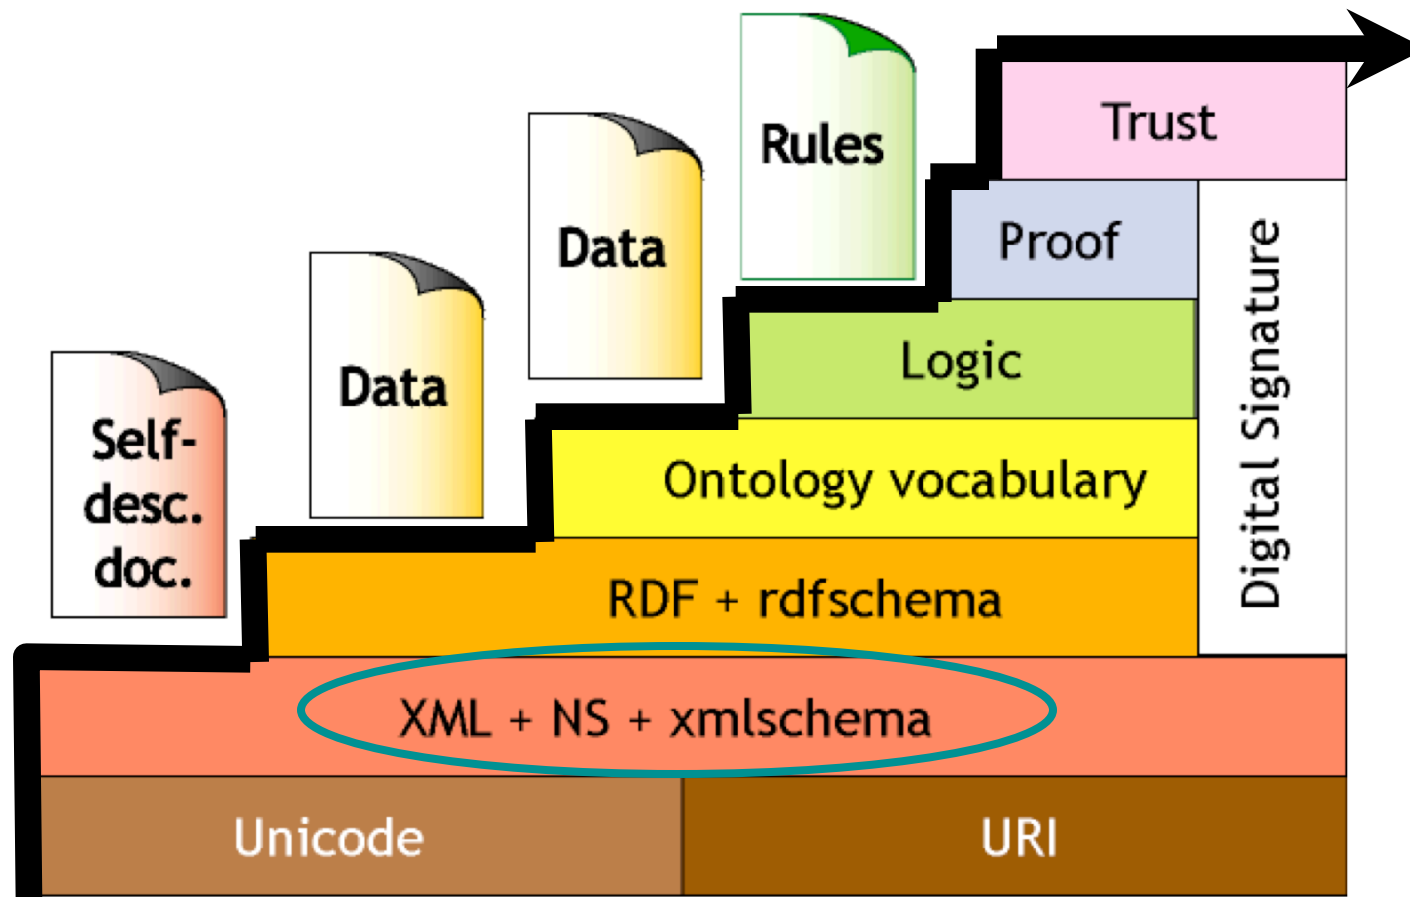 Trust
Rules
Proof
Data
Logic
Data
Self-
desc.
doc.
Ontology vocabulary
Digital Signature
RDF + rdfschema
XML + NS + xmlschema
Unicode
URI